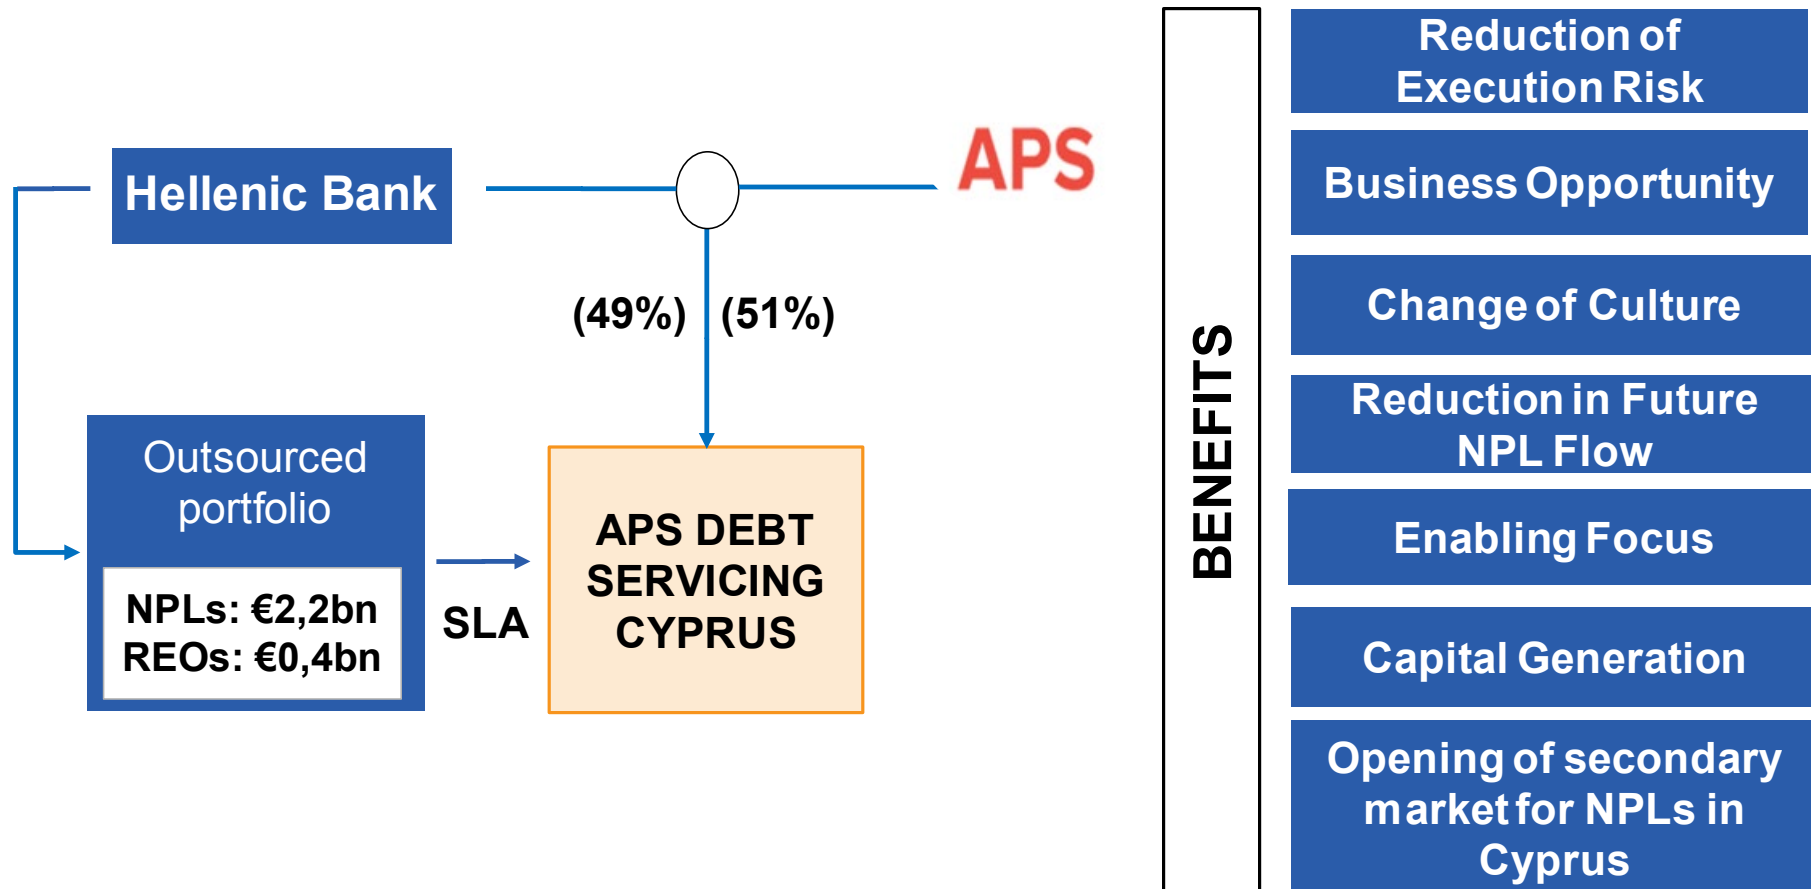 Hellenic Bank
APS
(49%) (51%)
Outsourced
portfolio
NPLs: €2,2bn
REOs: €0,4bn
SLA
APS DEBT
SERVICING
CYPRUS
BENEFITS
Reduction of
Execution Risk
Business Opportunity
Change of Culture
Reduction in Future
NPL Flow
Enabling Focus
Capital Generation
Opening of secondary
market for NPLs in
Cyprus